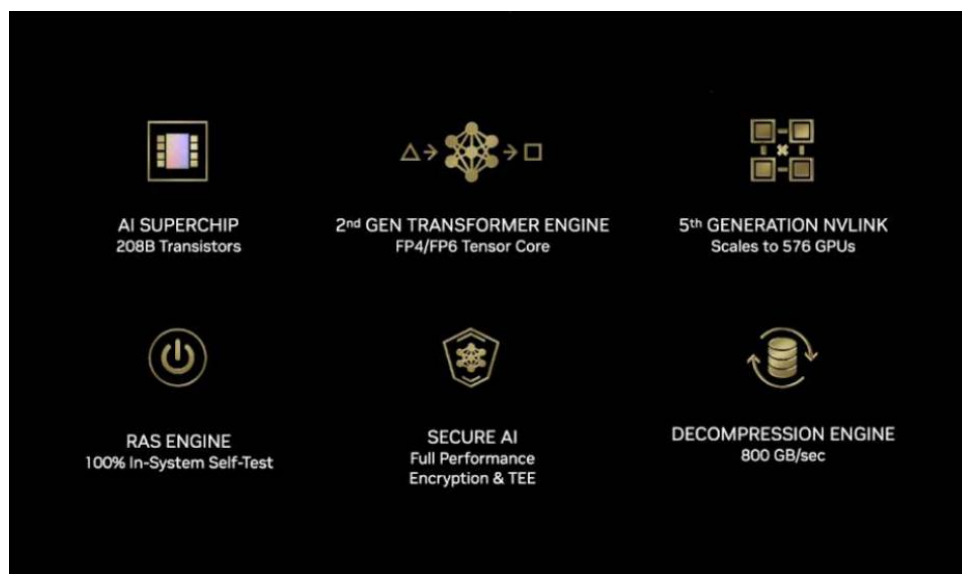 AI SUPERCHIP
208B Transistors
2nd GEN TRANSFORMER ENGINE
FP4/FP6 Tensor Core
5th GENERATION NVLINK
Scales to 576 GPUs
RAS ENGINE
100% In-System Self-Test
SECURE AI
Full Performance
Encryption & TEE
DECOMPRESSION ENGINE
800 GB/sec